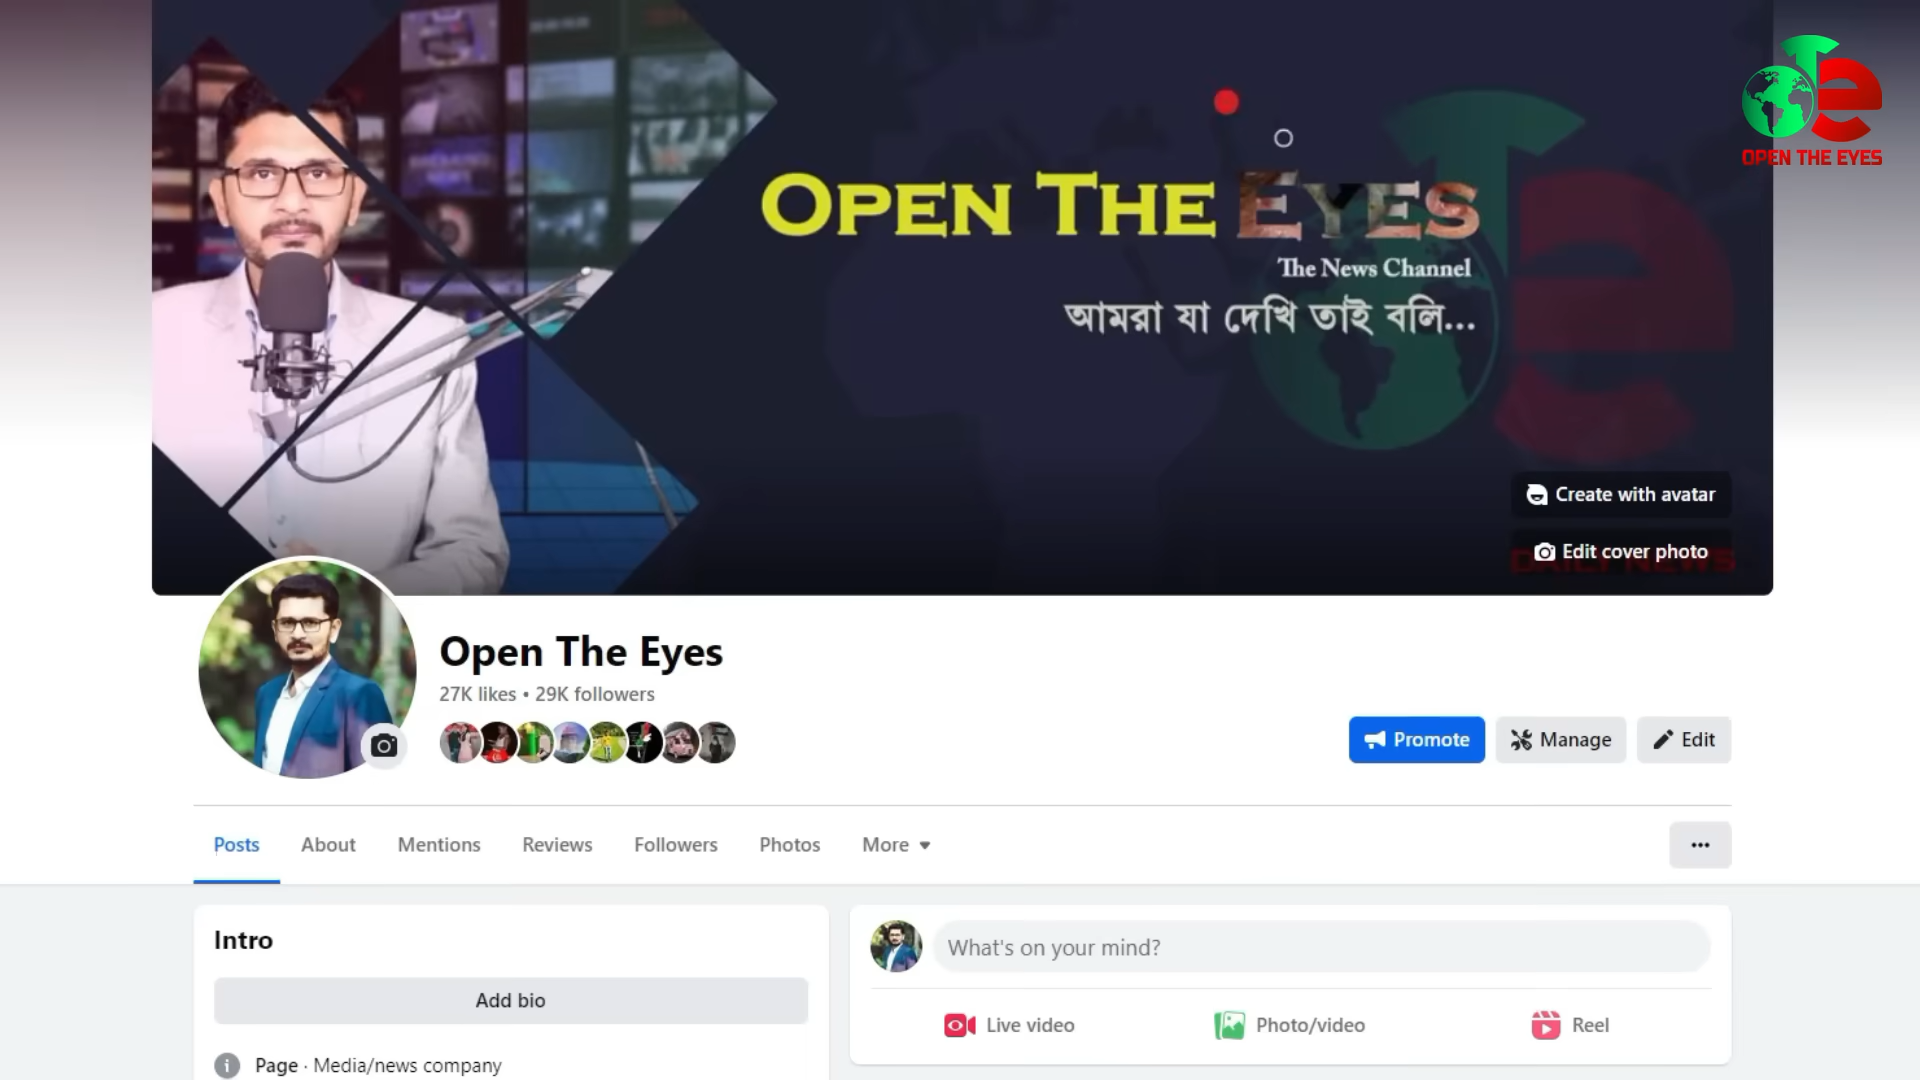 OPEN THE EYES
OPEN THE EYES
The News Channel
আমরা যা দেখি তাই বলি...
Create with avatar
Edit cover photo
DAILY NEWS
Open The Eyes
27K likes • 29K followers
Promote
Manage
Edit
Posts
About
Mentions
Reviews
Followers
Photos
More
Intro
What's on your mind?
Add bio
Live video
Photo/video
Reel
Page · Media/news company